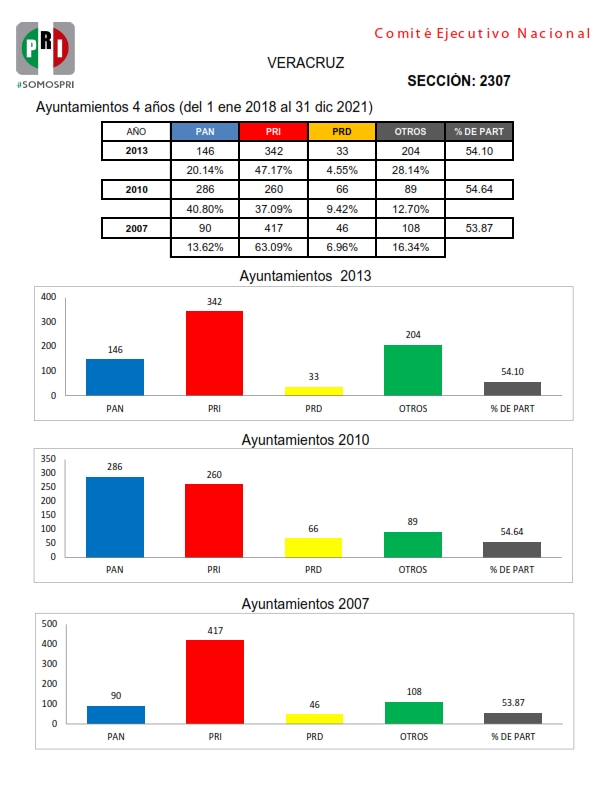 Comité Ejecutivo Nacional
PRI
#SOMOSPRI
VERACRUZ
SECCIÓN: 2307
Ayuntamientos 4 años (del 1 ene 2018 al 31 dic 2021)
AÑO PAN PRI PRD OTROS % DE PART
2013 146 342 33 204 54.10
20.14% 47.17% 4.55% 28.14%
2010 286 260 66 89 54.64
40.80% 37.09% 9.42% 12.70%
2007 90 417 46 108 53.87
13.62% 63.09% 6.96% 16.34%
Ayuntamientos 2013
400
300
200
100
0
146 342 33 204 54.10
PAN PRI PRD OTROS % DE PART
Ayuntamientos 2010
350
300
250
200
150
100
50
0
286 260 66 89 54.64
PAN PRI PRD OTROS % DE PART
Ayuntamientos 2007
500
400
300
200
100
0
90 417 46 108 53.87
PAN PRI PRD OTROS % DE PART